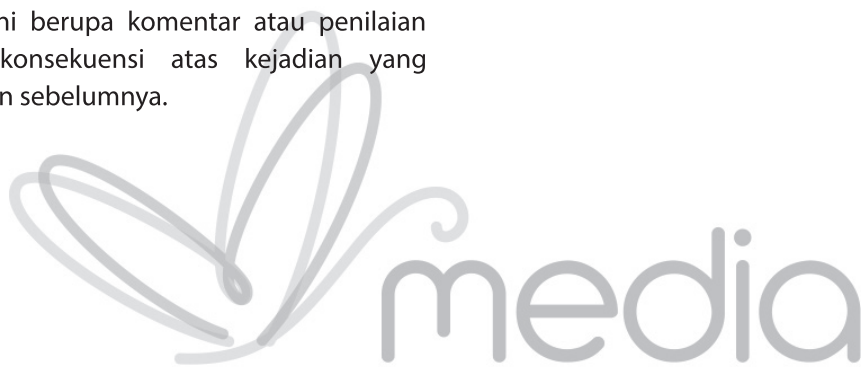 ni berupa komentar atau penilaian
konsekuensi atas kejadian yang
n sebelumnya.
media